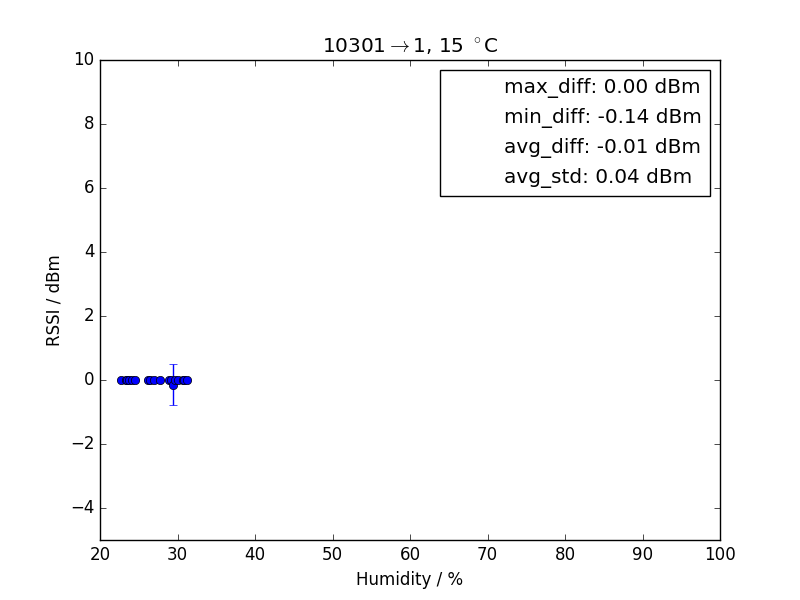 10301→1, 15 °C
max_diff: 0.00 dBm
min_diff: -0.14 dBm
avg_diff: -0.01 dBm
avg_std: 0.04 dBm
RSSI / dBm
10
8
6
4
2
0
−2
−4
20 30 40 50 60 70 80 90 100
Humidity / %